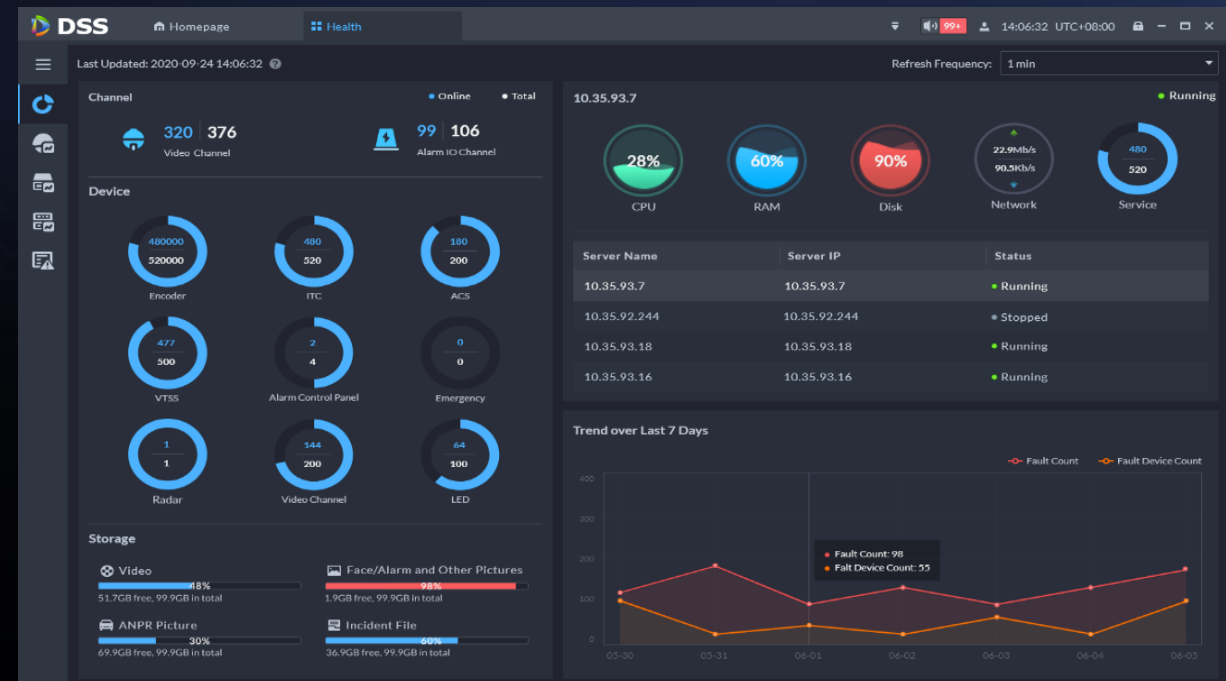 DSS
Homepage
Health
99+
14:06:32 UTC+08:00
Last Updated: 2020-09-24 14:06:32
Refresh Frequency: 1 min
Channel
Online
Total
320 376
Video Channel
99 106
Alarm IO Channel
Device
480000
520000
Encoder
480
520
ITC
180
200
ACS
477
500
VTSS
2
4
Alarm Control Panel
0
0
Emergency
1
1
Radar
144
200
Video Channel
64
100
LED
Storage
Video
48%
51.7GB free, 99.9GB in total
Face/Alarm and Other Pictures
98%
1.9GB free, 99.9GB in total
ANPR Picture
30%
69.9GB free, 99.9GB in total
Incident File
60%
36.9GB free, 99.9GB in total
10.35.93.7
Running
28%
CPU
60%
RAM
90%
Disk
22.9Mb/s
90.5Kb/s
Network
480
520
Service
Server Name Server IP Status
10.35.93.7 10.35.93.7 Running
10.35.92.244 10.35.92.244 Stopped
10.35.93.18 10.35.93.18 Running
10.35.93.16 10.35.93.16 Running
Trend over Last 7 Days
Fault Count
Fault Device Count
400
300
200
100
0
Fault Count: 98
Falt Device Count: 55
05-30 05-31 06-01 06-02 06-03 06-04 06-05